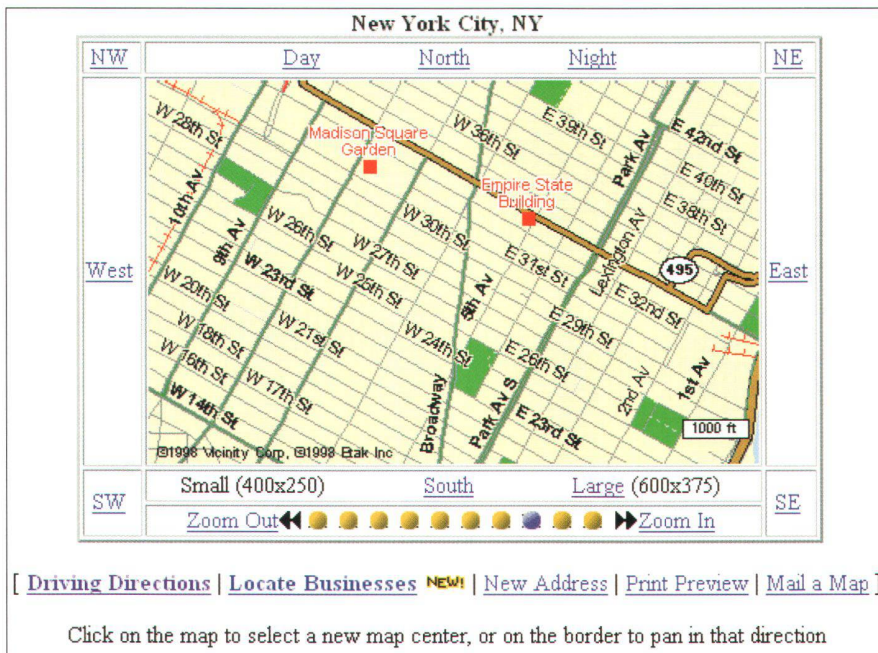 New York City, NY
NW
Day
North
Night
NE
W 28th St
Madison Square
Garden
W 36th St
E 39th St
Park Av
E 42nd St
E 40th St
E 38th St
Empire State
Building
10th Av
9th Av
W 26th St
W 30th St
Lexington Av
West
W 23rd St
W 27th St
W 25th St
E 31st St
495
East
E 32nd St
5th Av
W 20th St
W 18th St
W 16th St
W 21st St
W 24th St
E 29th St
E 26th St
W 14th St
W 17th St
Broadway
Park Av S
E 23rd St
2nd Av
1st Av
1000 ft
©1998 Vicinity Corp, ©1998 Etak Inc
SW
Small (400x250)
South
Large (600x375)
SE
Zoom Out
Zoom In
[ Driving Directions | Locate Businesses NEW! | New Address | Print Preview | Mail a Map ]
Click on the map to select a new map center, or on the border to pan in that direction